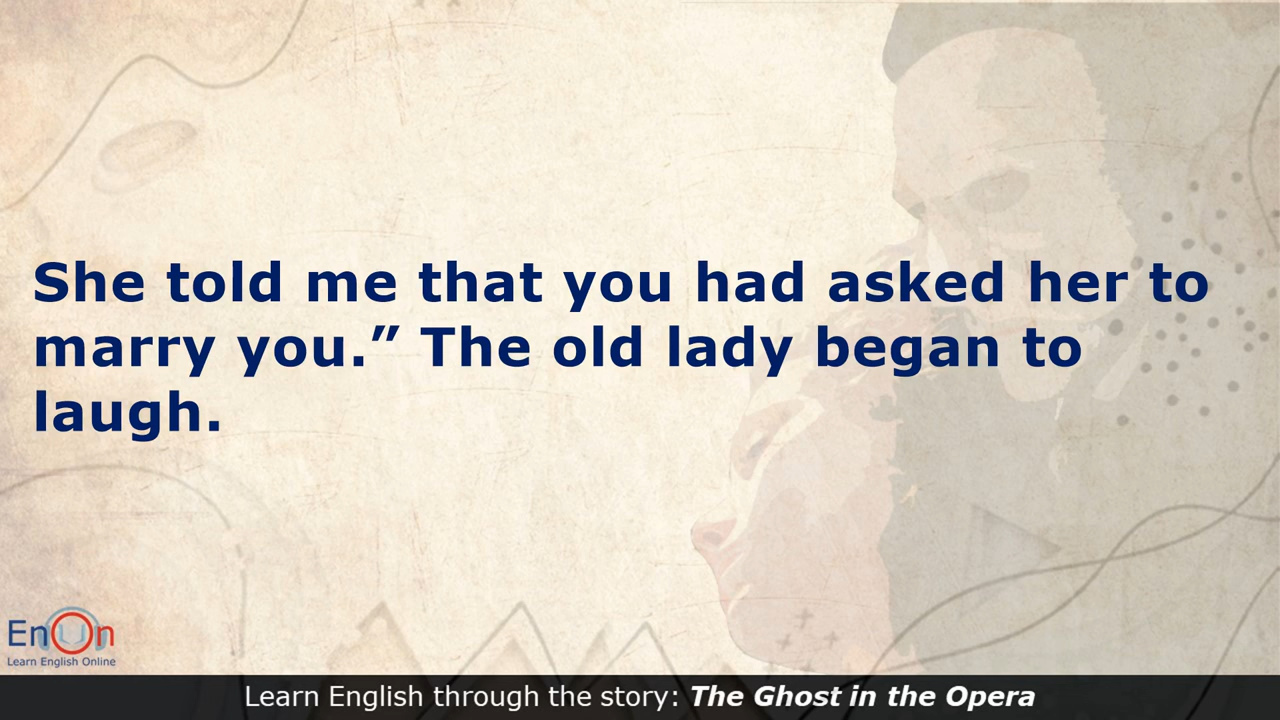 She told me that you had asked her to
marry you.” The old lady began to
laugh.
EnOn
Learn English Online
Learn English through the story: The Ghost in the Opera